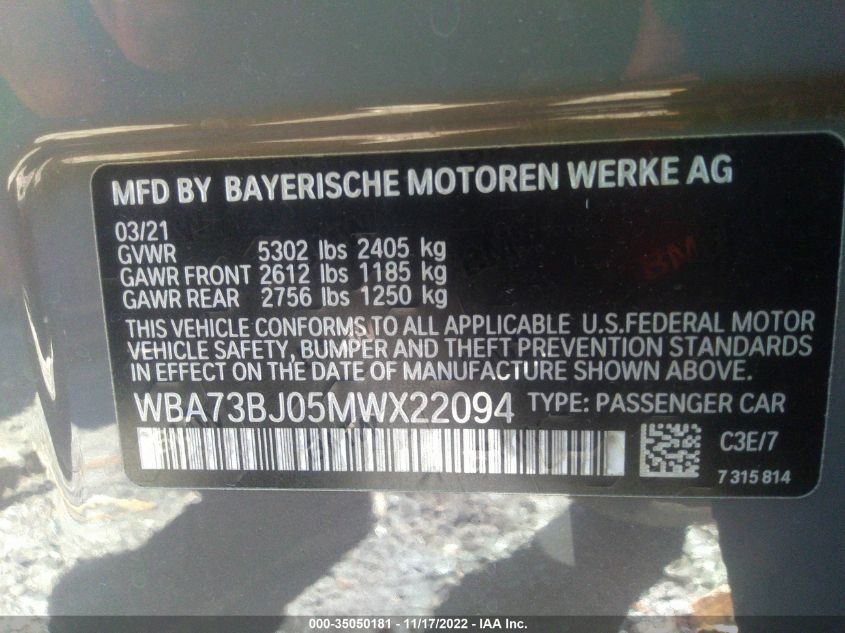 MFD BY BAYERISCHE MOTOREN WERKE AG
03/21
GVWR 5302 lbs 2405 kg
GAWR FRONT 2612 lbs 1185 kg
GAWR REAR 2756 lbs 1250 kg
THIS VEHICLE CONFORMS TO ALL APPLICABLE U.S.FEDERAL MOTOR
VEHICLE SAFETY, BUMPER AND THEFT PREVENTION STANDARDS
IN EFFECT ON THE DATE OF MANUFACTURE SHOWN ABOVE.
WBA73BJ05MWX22094 TYPE: PASSENGER CAR
C3E/7
7 315 814
000-35050181 - 11/17/2022 - IAA Inc.